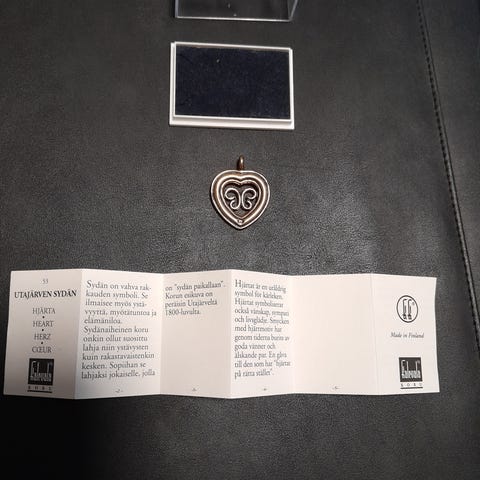 53
UTAJÄRVEN SYDÄN
HJÄRTA
•
HEART
•
HERZ
•
CŒUR
KORU
Sydän on vahva rak-
kauden symboli. Se
ilmaisee myös ystä-
vyyttä, myötätuntoa ja
elämäniloa.
Sydänaiheinen koru
onkin ollut suosittu
lahja niin ystävysten
kuin rakastavaistenkin
kesken. Sopiihan se
lahjaksi jokaiselle, jolla
-2-
on "sydän paikallaan".
Korun esikuva on
peräisin Utajärveltä
1800-luvulta.
-3-
Hjärtat är en uråldrig
symbol för kärleken.
Hjärtat symboliserar
också vänskap, sympati
och livsglädje. Smycket
med hjärtmotiv har
genom tiderna burits av
goda vänner och
älskande par. En gåva
till den som har "hjärtat
på rätta stället".
-4-
-5-
Made in Finland
KORU